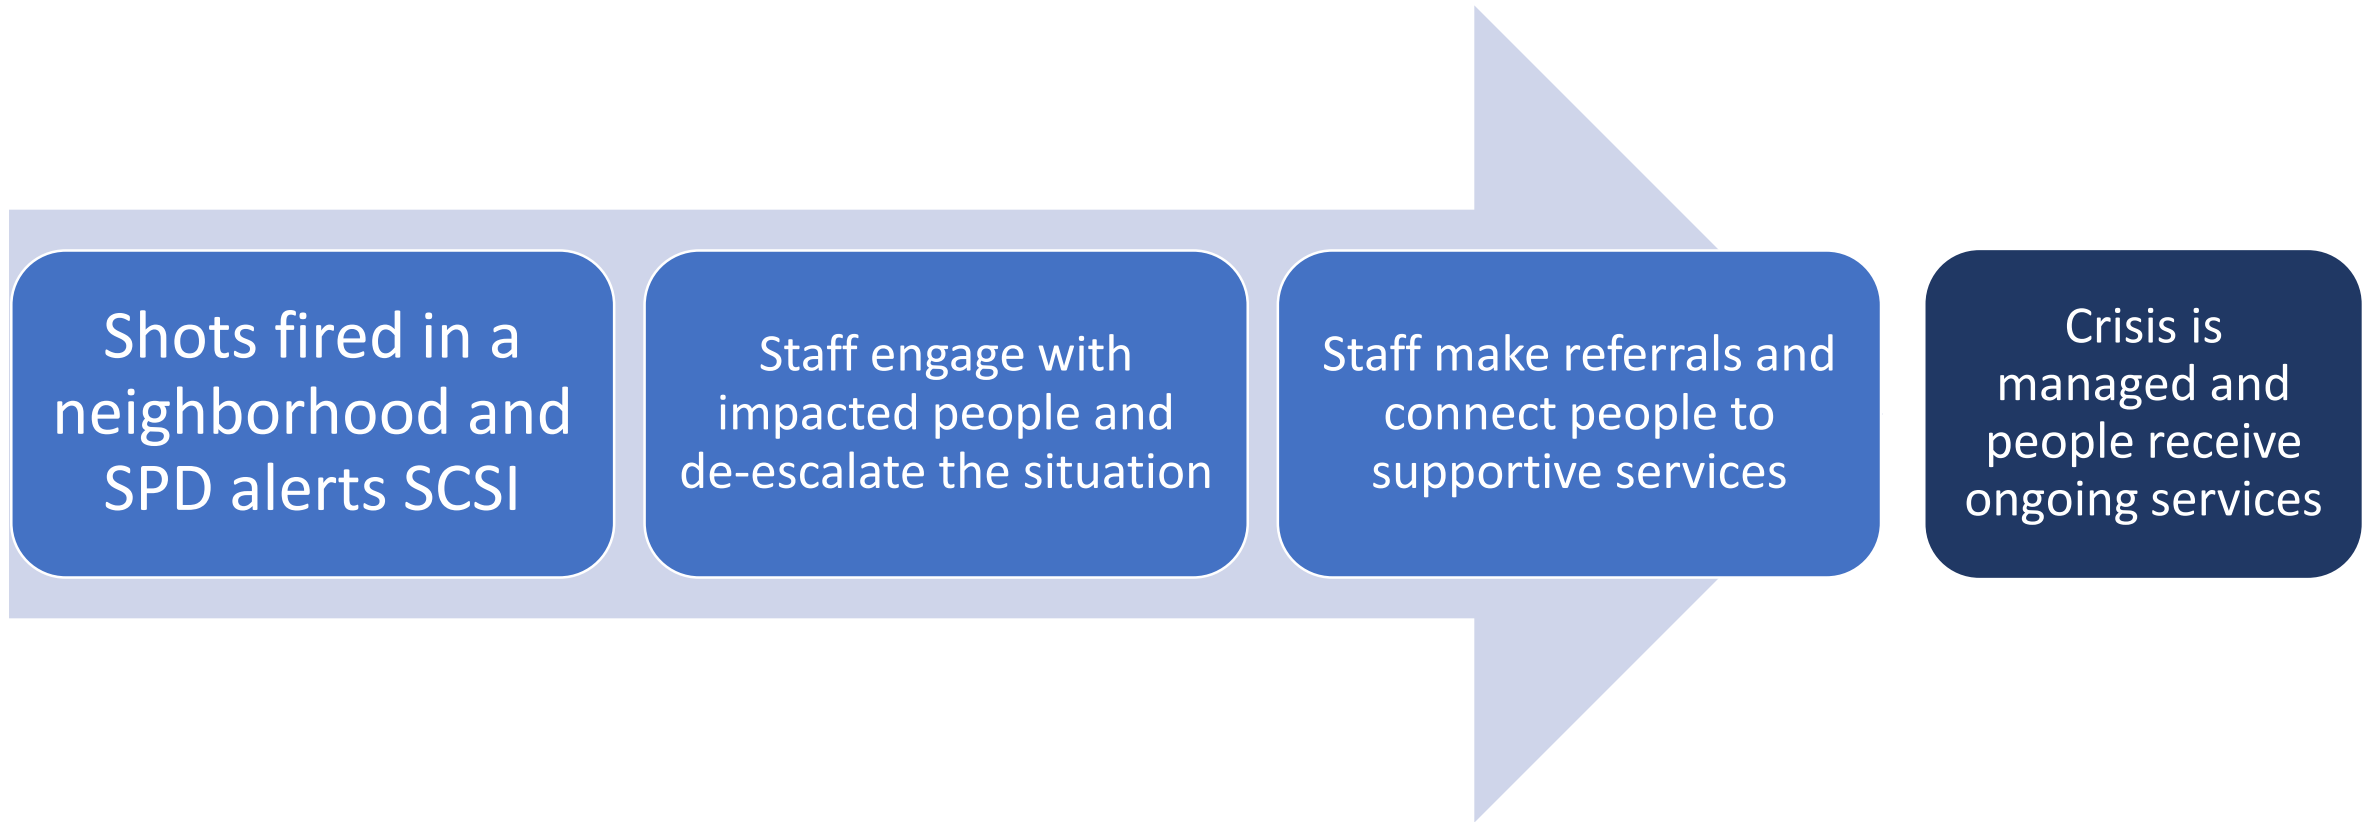 Shots fired in a
neighborhood and
SPD alerts SCSI
Staff engage with
impacted people and
de-escalate the situation
Staff make referrals and
connect people to
supportive services
Crisis is
managed and
people receive
ongoing services